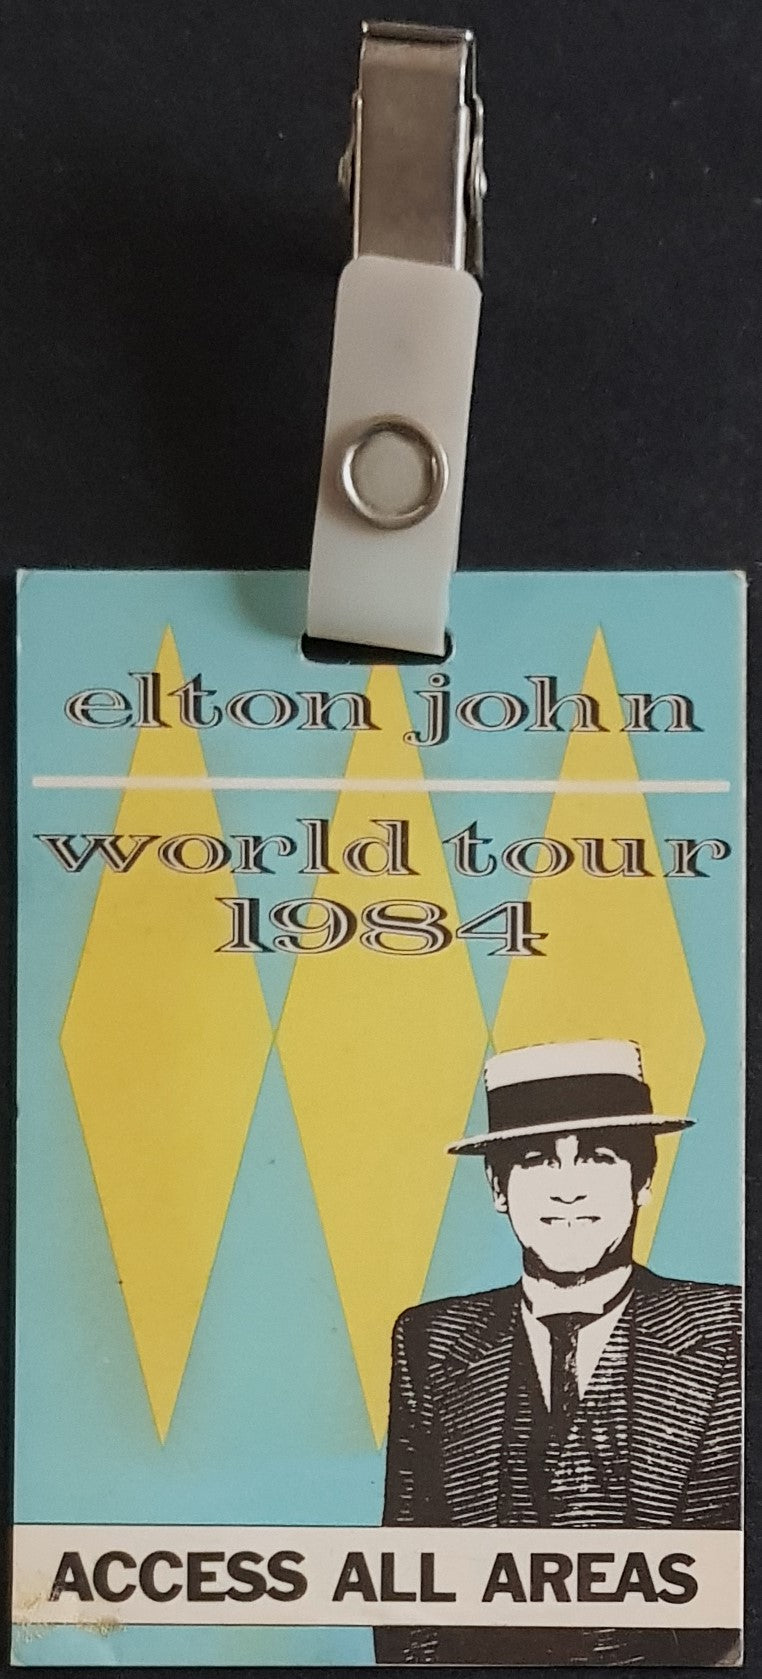 elton john
world tour
1984
ACCESS ALL AREAS